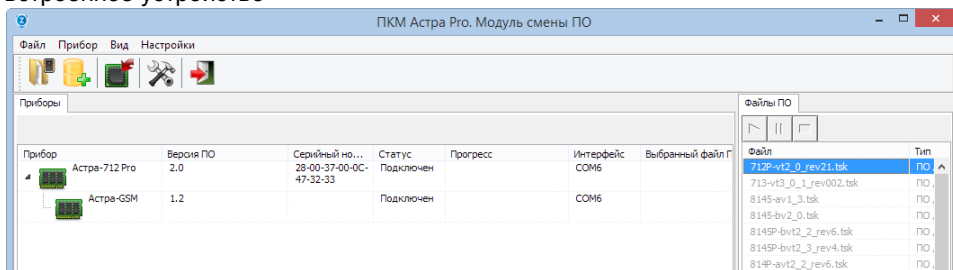 ПКМ Астра Pro. Модуль смены ПО
Файл Прибор Вид Настройки
Приборы
Файлы ПО
Прибор Версия ПО Серийный но... Статус Прогресс Интерфейс Выбранный файл П
Файл Тип
Астра-712 Pro 2.0 28-00-37-00-0C-47-32-33 Подключен COM6
Астра-GSM 1.2 Подключен COM6
712P-vt2_0_rev21.tsk ПО
713-vt3_0_1_rev002.tsk ПО
8145-av1_3.tsk ПО
8145-bv2_0.tsk ПО
8145P-bvt2_2_rev6.tsk ПО
8145P-bvt2_3_rev4.tsk ПО
814P-avt2_2_rev6.tsk ПО